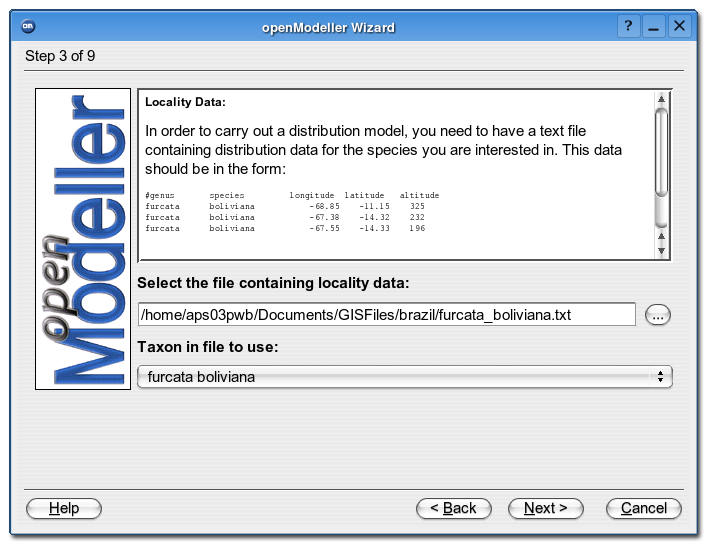 om openModeller Wizard ?
Step 3 of 9
open
Modeller
Locality Data:
In order to carry out a distribution model, you need to have a text file
containing distribution data for the species you are interested in. This data
should be in the form:
#genus species longitude latitude altitude
furcata boliviana -68.85 -11.15 325
furcata boliviana -67.38 -14.32 232
furcata boliviana -67.55 -14.33 196
Select the file containing locality data:
/home/aps03pwb/Documents/GISFiles/brazil/furcata_boliviana.txt ...
Taxon in file to use:
furcata boliviana
Help < Back Next > Cancel